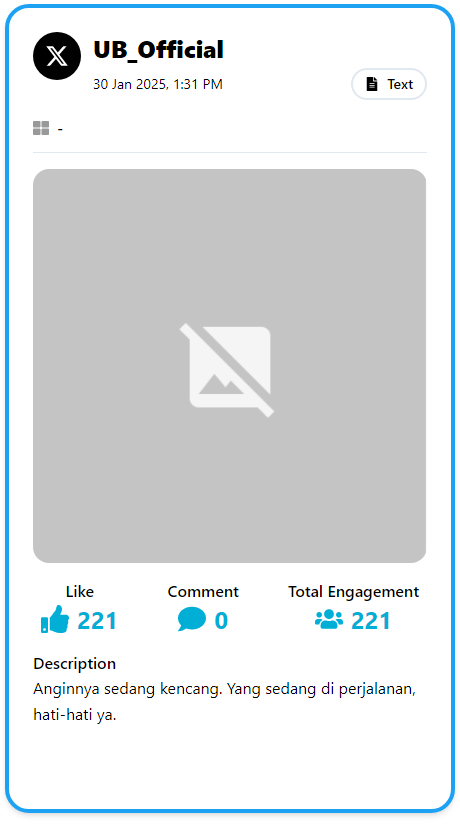 UB_Official
30 Jan 2025, 1:31 PM
Text
-
Like
Comment
Total Engagement
221
0
221
Description
Anginnya sedang kencang. Yang sedang di perjalanan,
hati-hati ya.